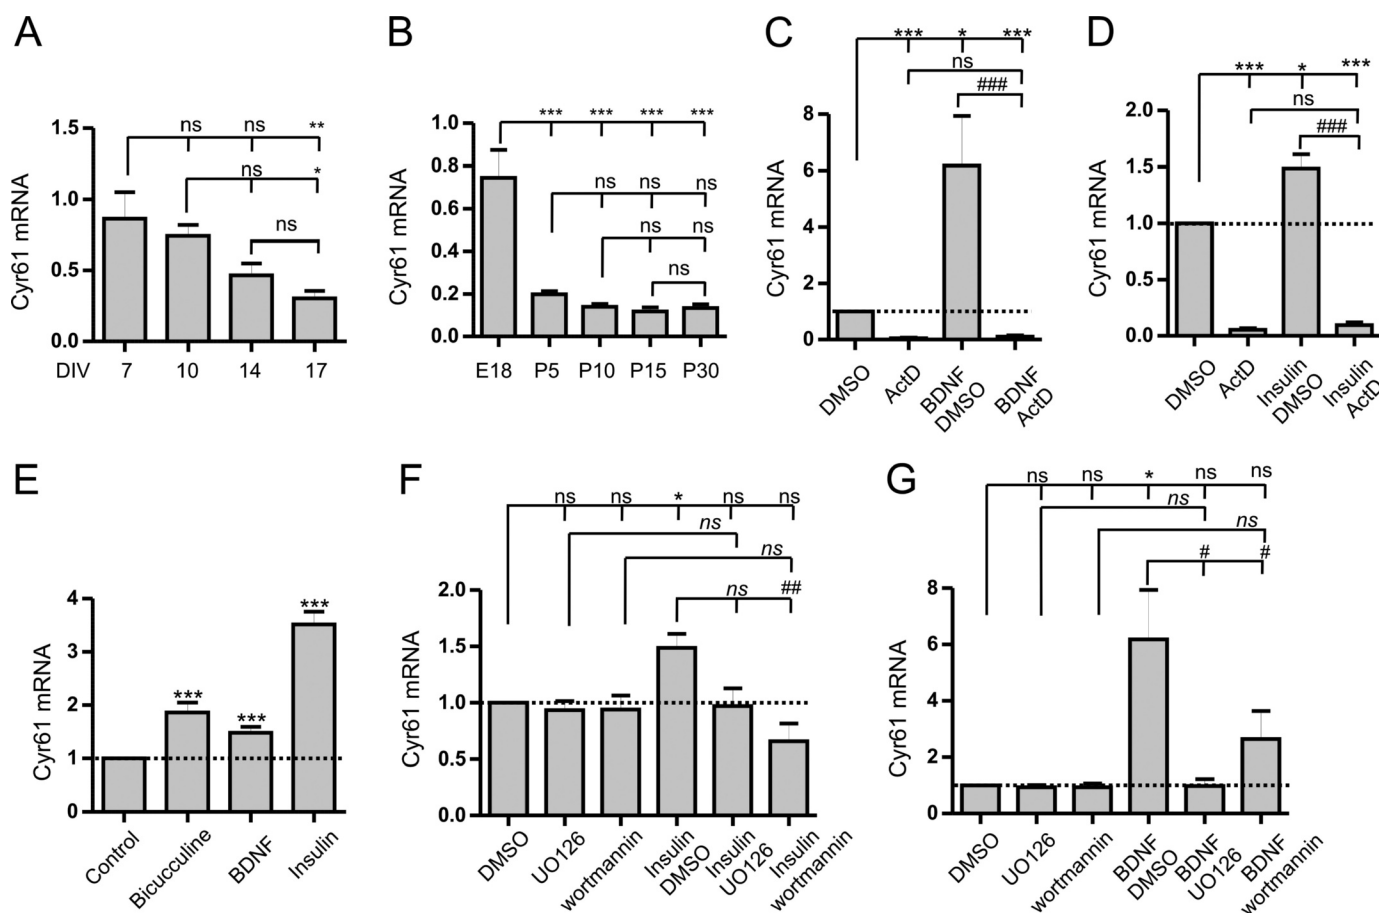 A
ns ns **
ns *
ns
1.5
1.0
0.5
0.0
Cyr61 mRNA
DIV 7 10 14 17
B
*** *** *** ***
ns ns ns
ns ns
ns
1.0
0.8
0.6
0.4
0.2
0.0
Cyr61 mRNA
E18 P5 P10 P15 P30
C
*** * ***
ns
###
8
6
4
2
0
Cyr61 mRNA
DMSO
ActD
BDNF
DMSO
BDNF
ActD
D
*** * ***
ns
###
2.0
1.5
1.0
0.5
0.0
Cyr61 mRNA
DMSO
ActD
Insulin
DMSO
Insulin
ActD
E
4
3
2
1
0
Cyr61 mRNA
***
***
***
Control
Bicucculine
BDNF
Insulin
F
ns ns * ns ns
ns
ns
ns ##
2.0
1.5
1.0
0.5
0.0
Cyr61 mRNA
DMSO
UO126
wortmannin
Insulin
DMSO
Insulin
UO126
Insulin
wortmannin
G
ns ns * ns ns
ns
ns
# #
8
6
4
2
0
Cyr61 mRNA
DMSO
UO126
wortmannin
BDNF
DMSO
BDNF
UO126
BDNF
wortmannin